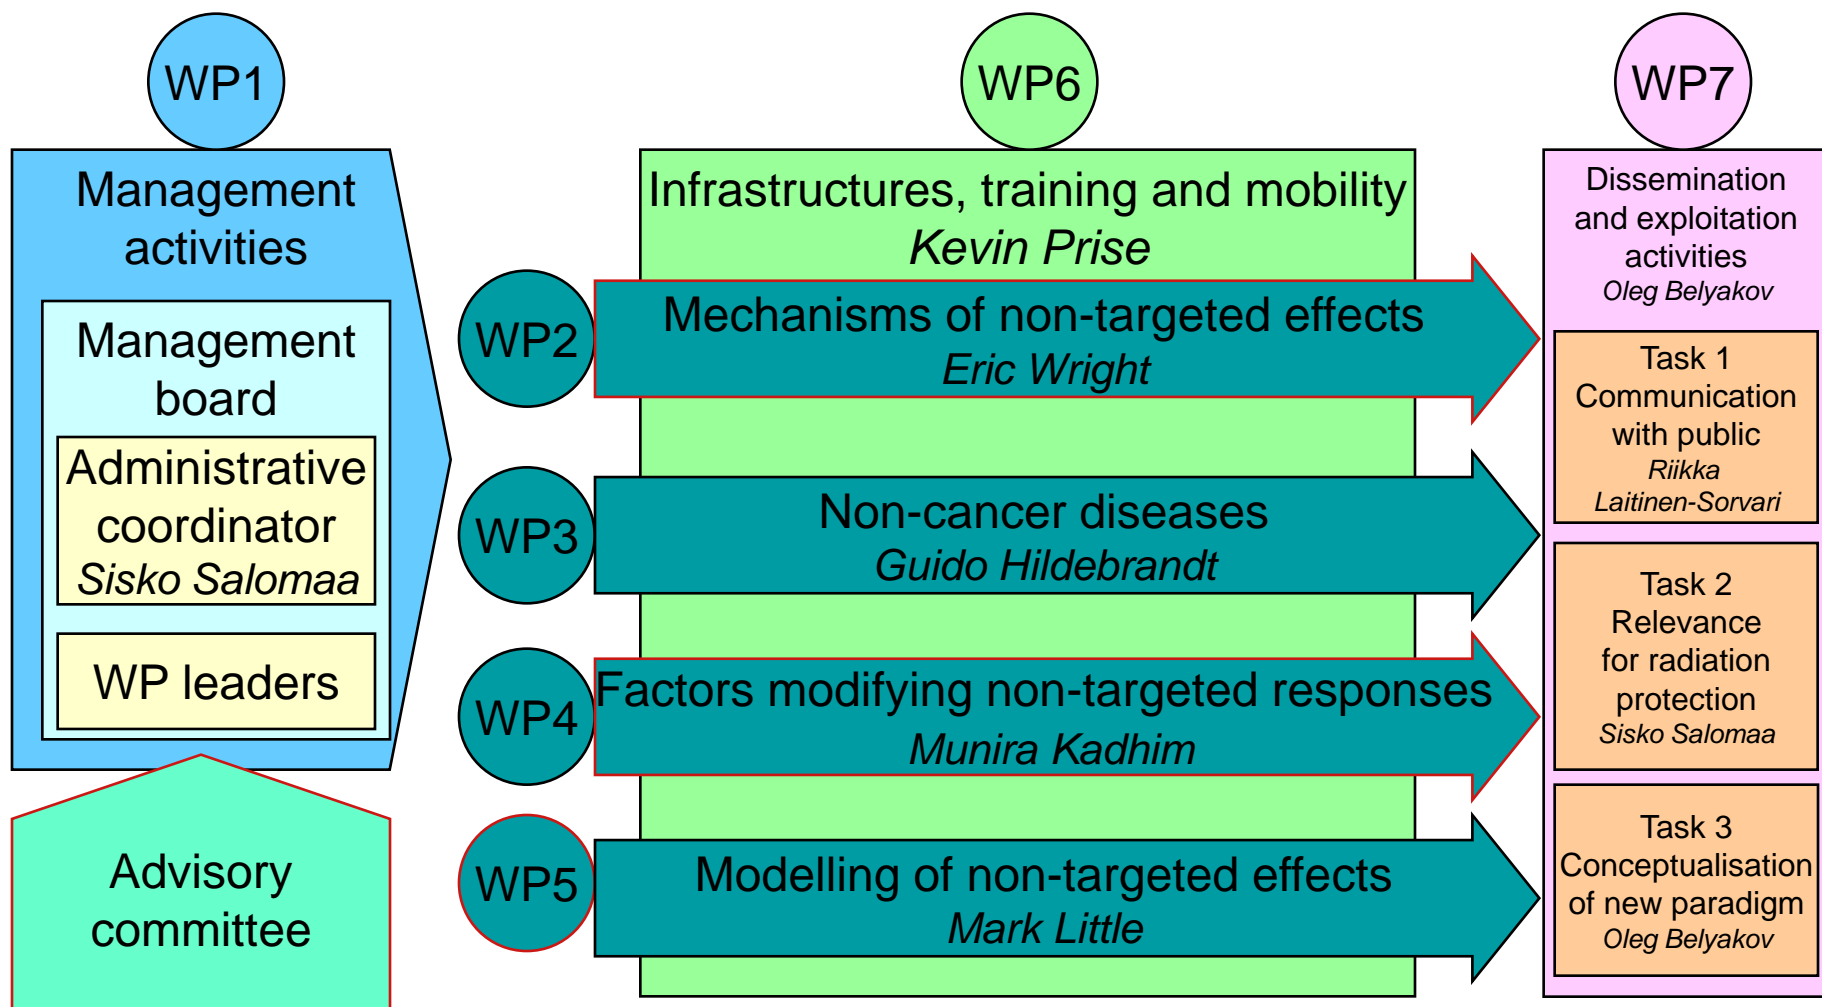 WP1
Management
activities
Management
board
Administrative
coordinator
Sisko Salomaa
WP leaders
Advisory
committee
WP6
Infrastructures, training and mobility
Kevin Prise
WP2
Mechanisms of non-targeted effects
Eric Wright
WP3
Non-cancer diseases
Guido Hildebrandt
WP4
Factors modifying non-targeted responses
Munira Kadhim
WP5
Modelling of non-targeted effects
Mark Little
WP7
Dissemination
and exploitation
activities
Oleg Belyakov
Task 1
Communication
with public
Riikka
Laitinen-Sorvari
Task 2
Relevance
for radiation
protection
Sisko Salomaa
Task 3
Conceptualisation
of new paradigm
Oleg Belyakov